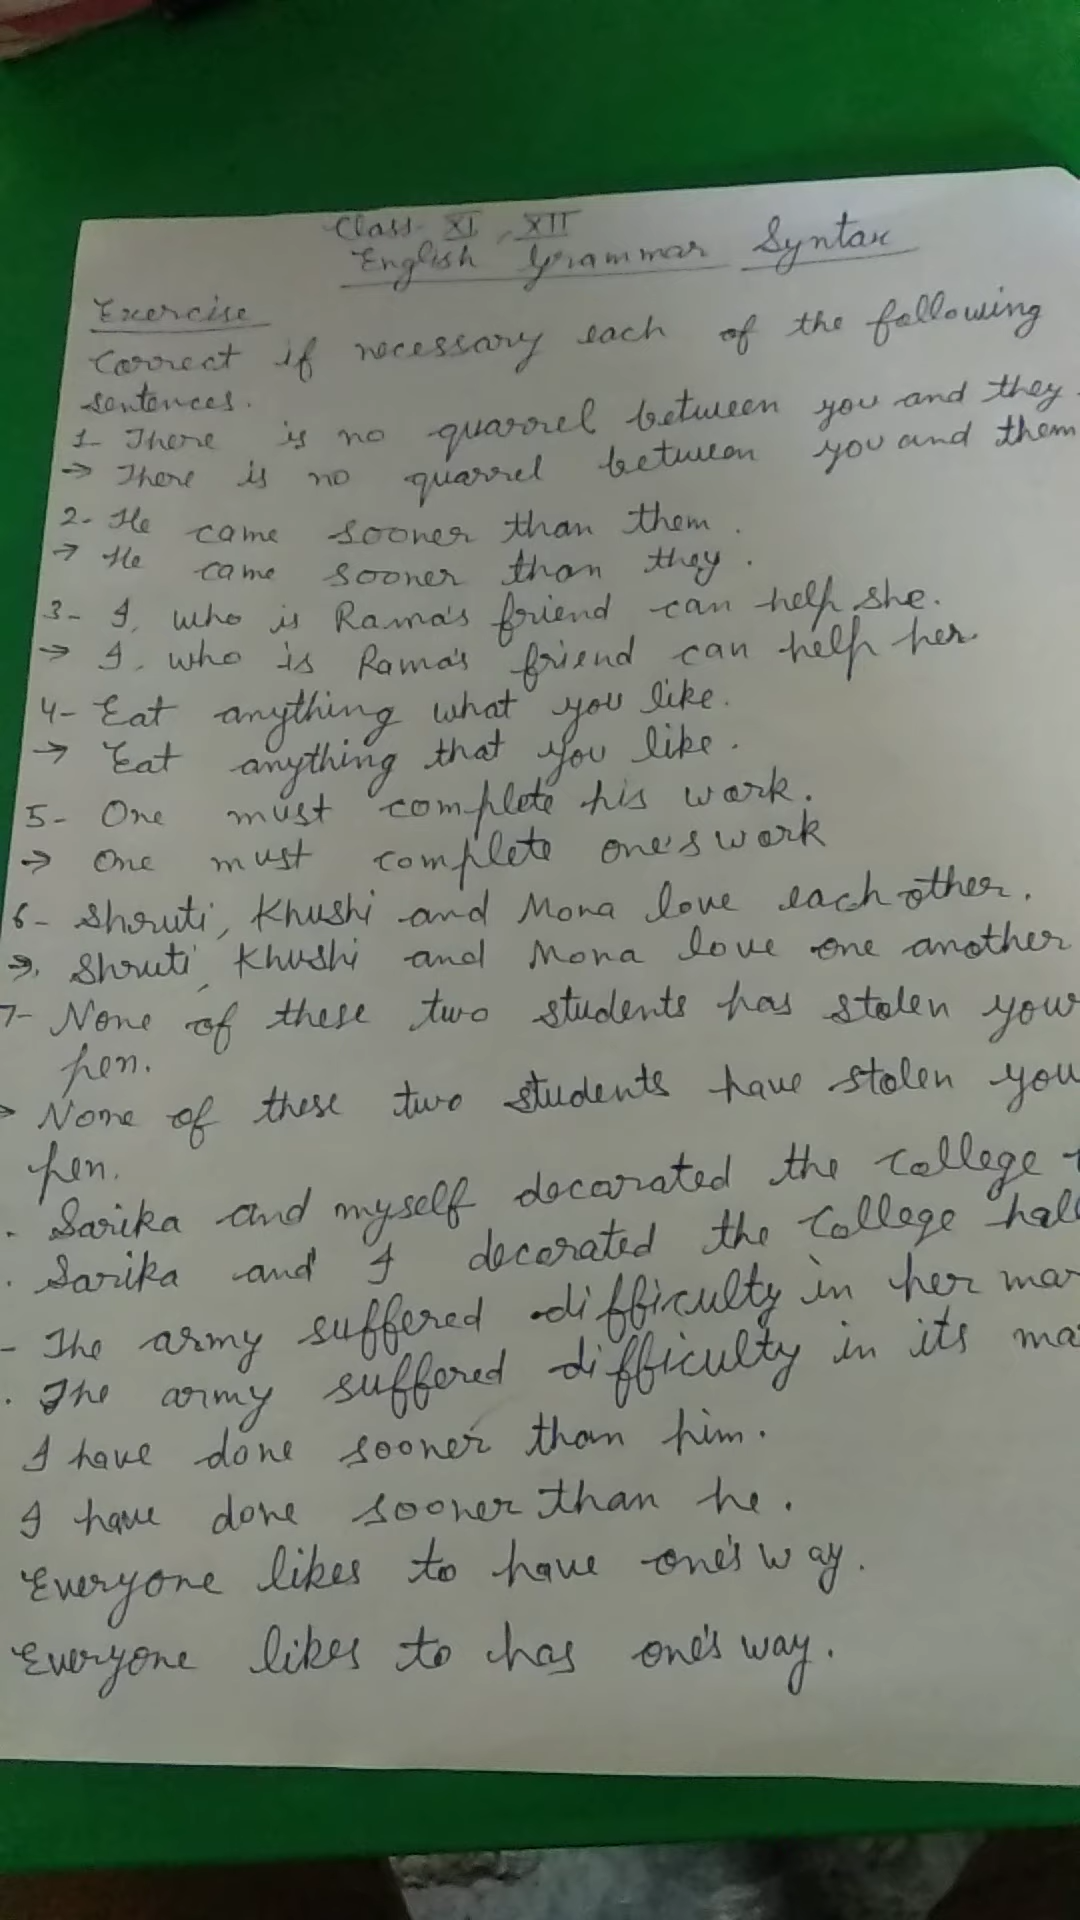 Class XI, XII
English Grammar Syntax
Exercise
Correct if necessary each of the following
sentences.
1- There is no quarrel between you and they.
→ There is no quarrel between you and them
2- He came sooner than them.
→ He came sooner than they.
3- I, who is Rama's friend can help she.
→ I, who is Rama's friend can help her.
4- Eat anything what you like.
→ Eat anything that you like.
5- One must complete his work.
→ One must complete one's work
6- Shruti, Khushi and Mona love each other.
→. Shruti, Khushi and Mona love one another
7- None of these two students has stolen your
pen.
→ None of these two students have stolen you
pen.
. Sarika and myself decorated the College
. Sarika and I decorated the College hall
- The army suffered difficulty in her mar
. The army suffered difficulty in its ma
I have done sooner than him.
I have done sooner than he.
Everyone likes to have one's way.
Everyone likes to has one's way.